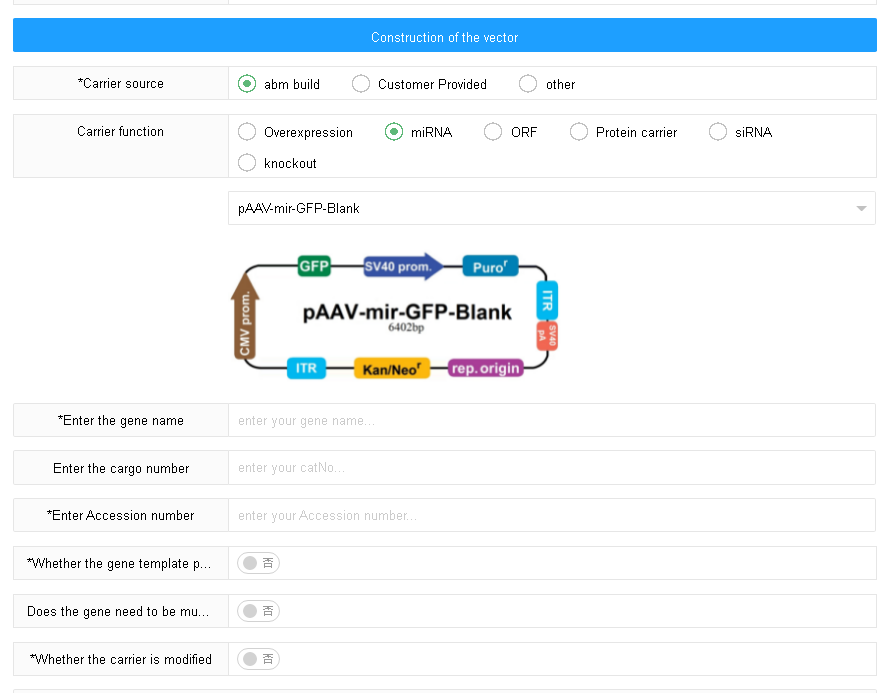 Construction of the vector
*Carrier source
abm build
Customer Provided
other
Carrier function
Overexpression
miRNA
ORF
Protein carrier
siRNA
knockout
pAAV-mir-GFP-Blank
GFP
SV40 prom.
Puror
ITR
SV40 pA
CMV prom.
pAAV-mir-GFP-Blank
6402bp
ITR
Kan/Neor
rep.origin
*Enter the gene name
enter your gene name...
Enter the cargo number
enter your catNo...
*Enter Accession number
enter your Accession number...
*Whether the gene template p...
否
Does the gene need to be mu...
否
*Whether the carrier is modified
否